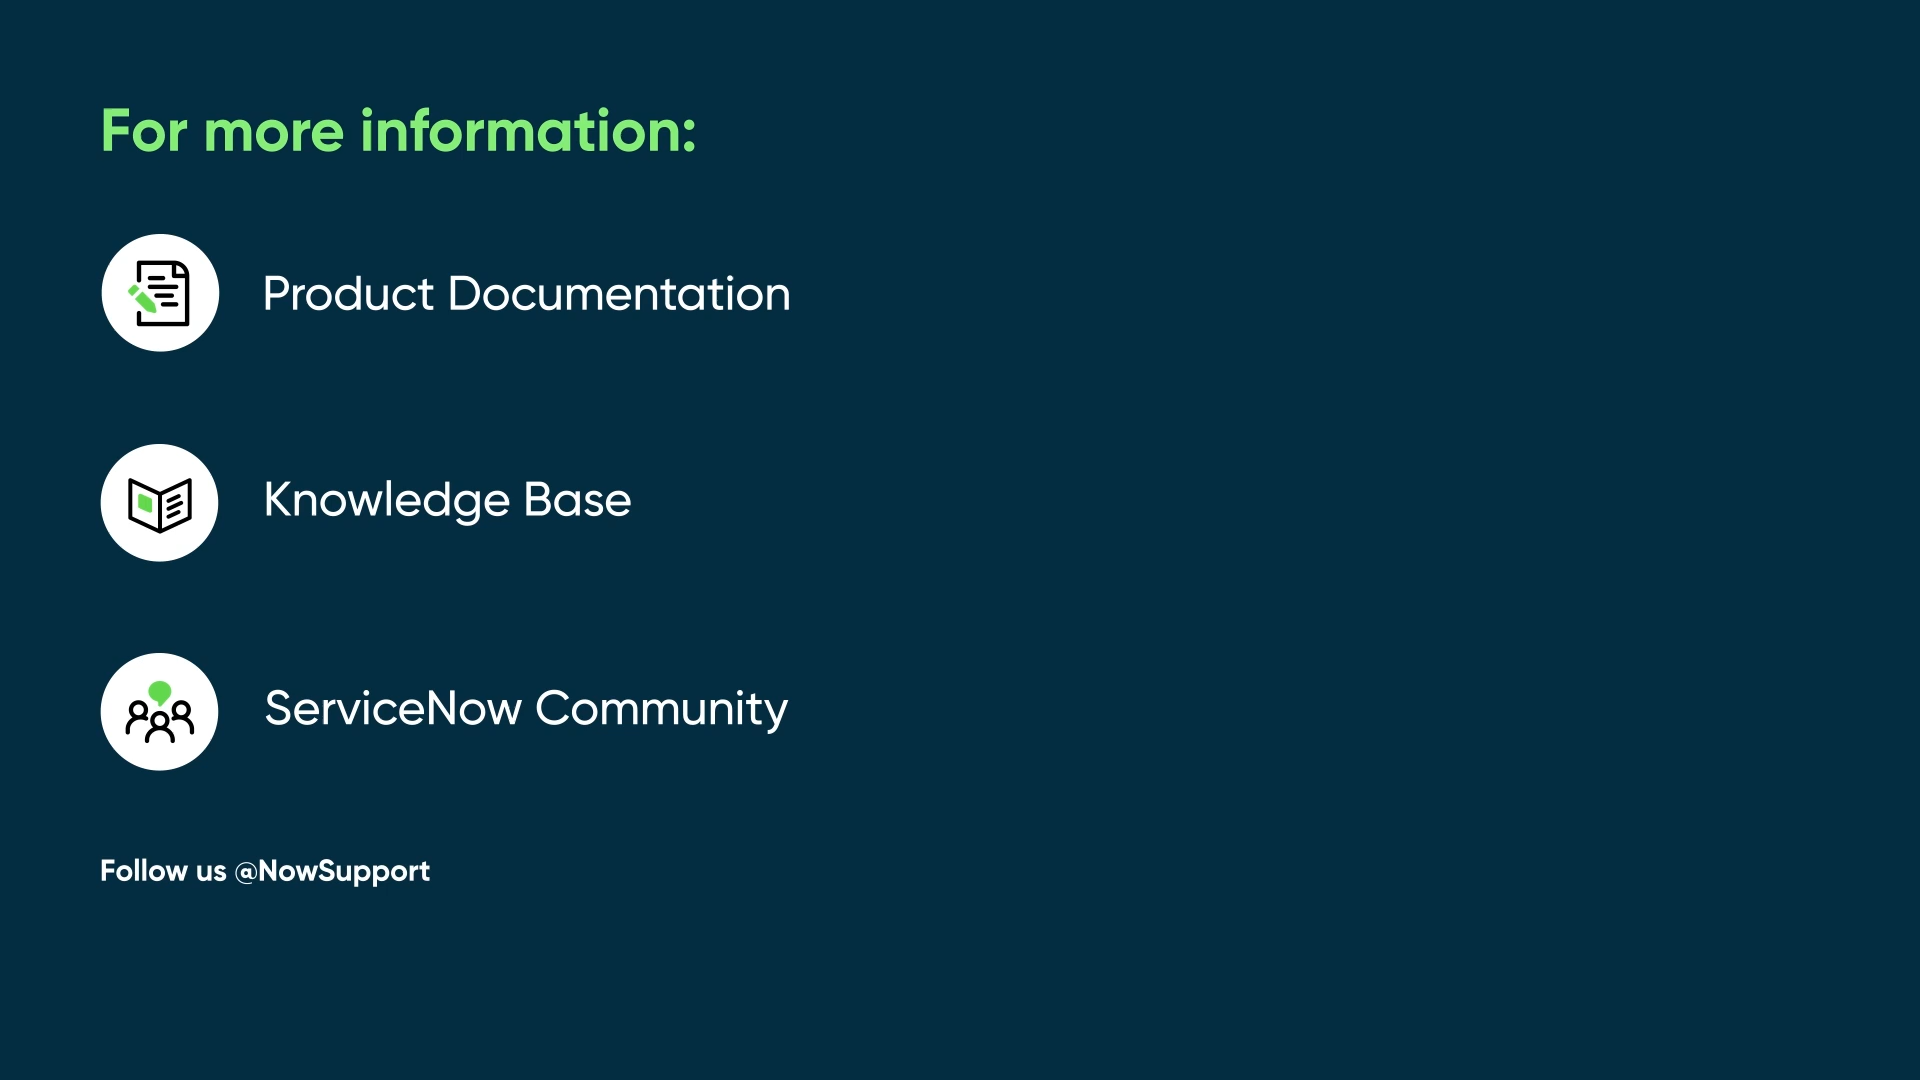 For more information:
Product Documentation
Knowledge Base
ServiceNow Community
Follow us @NowSupport